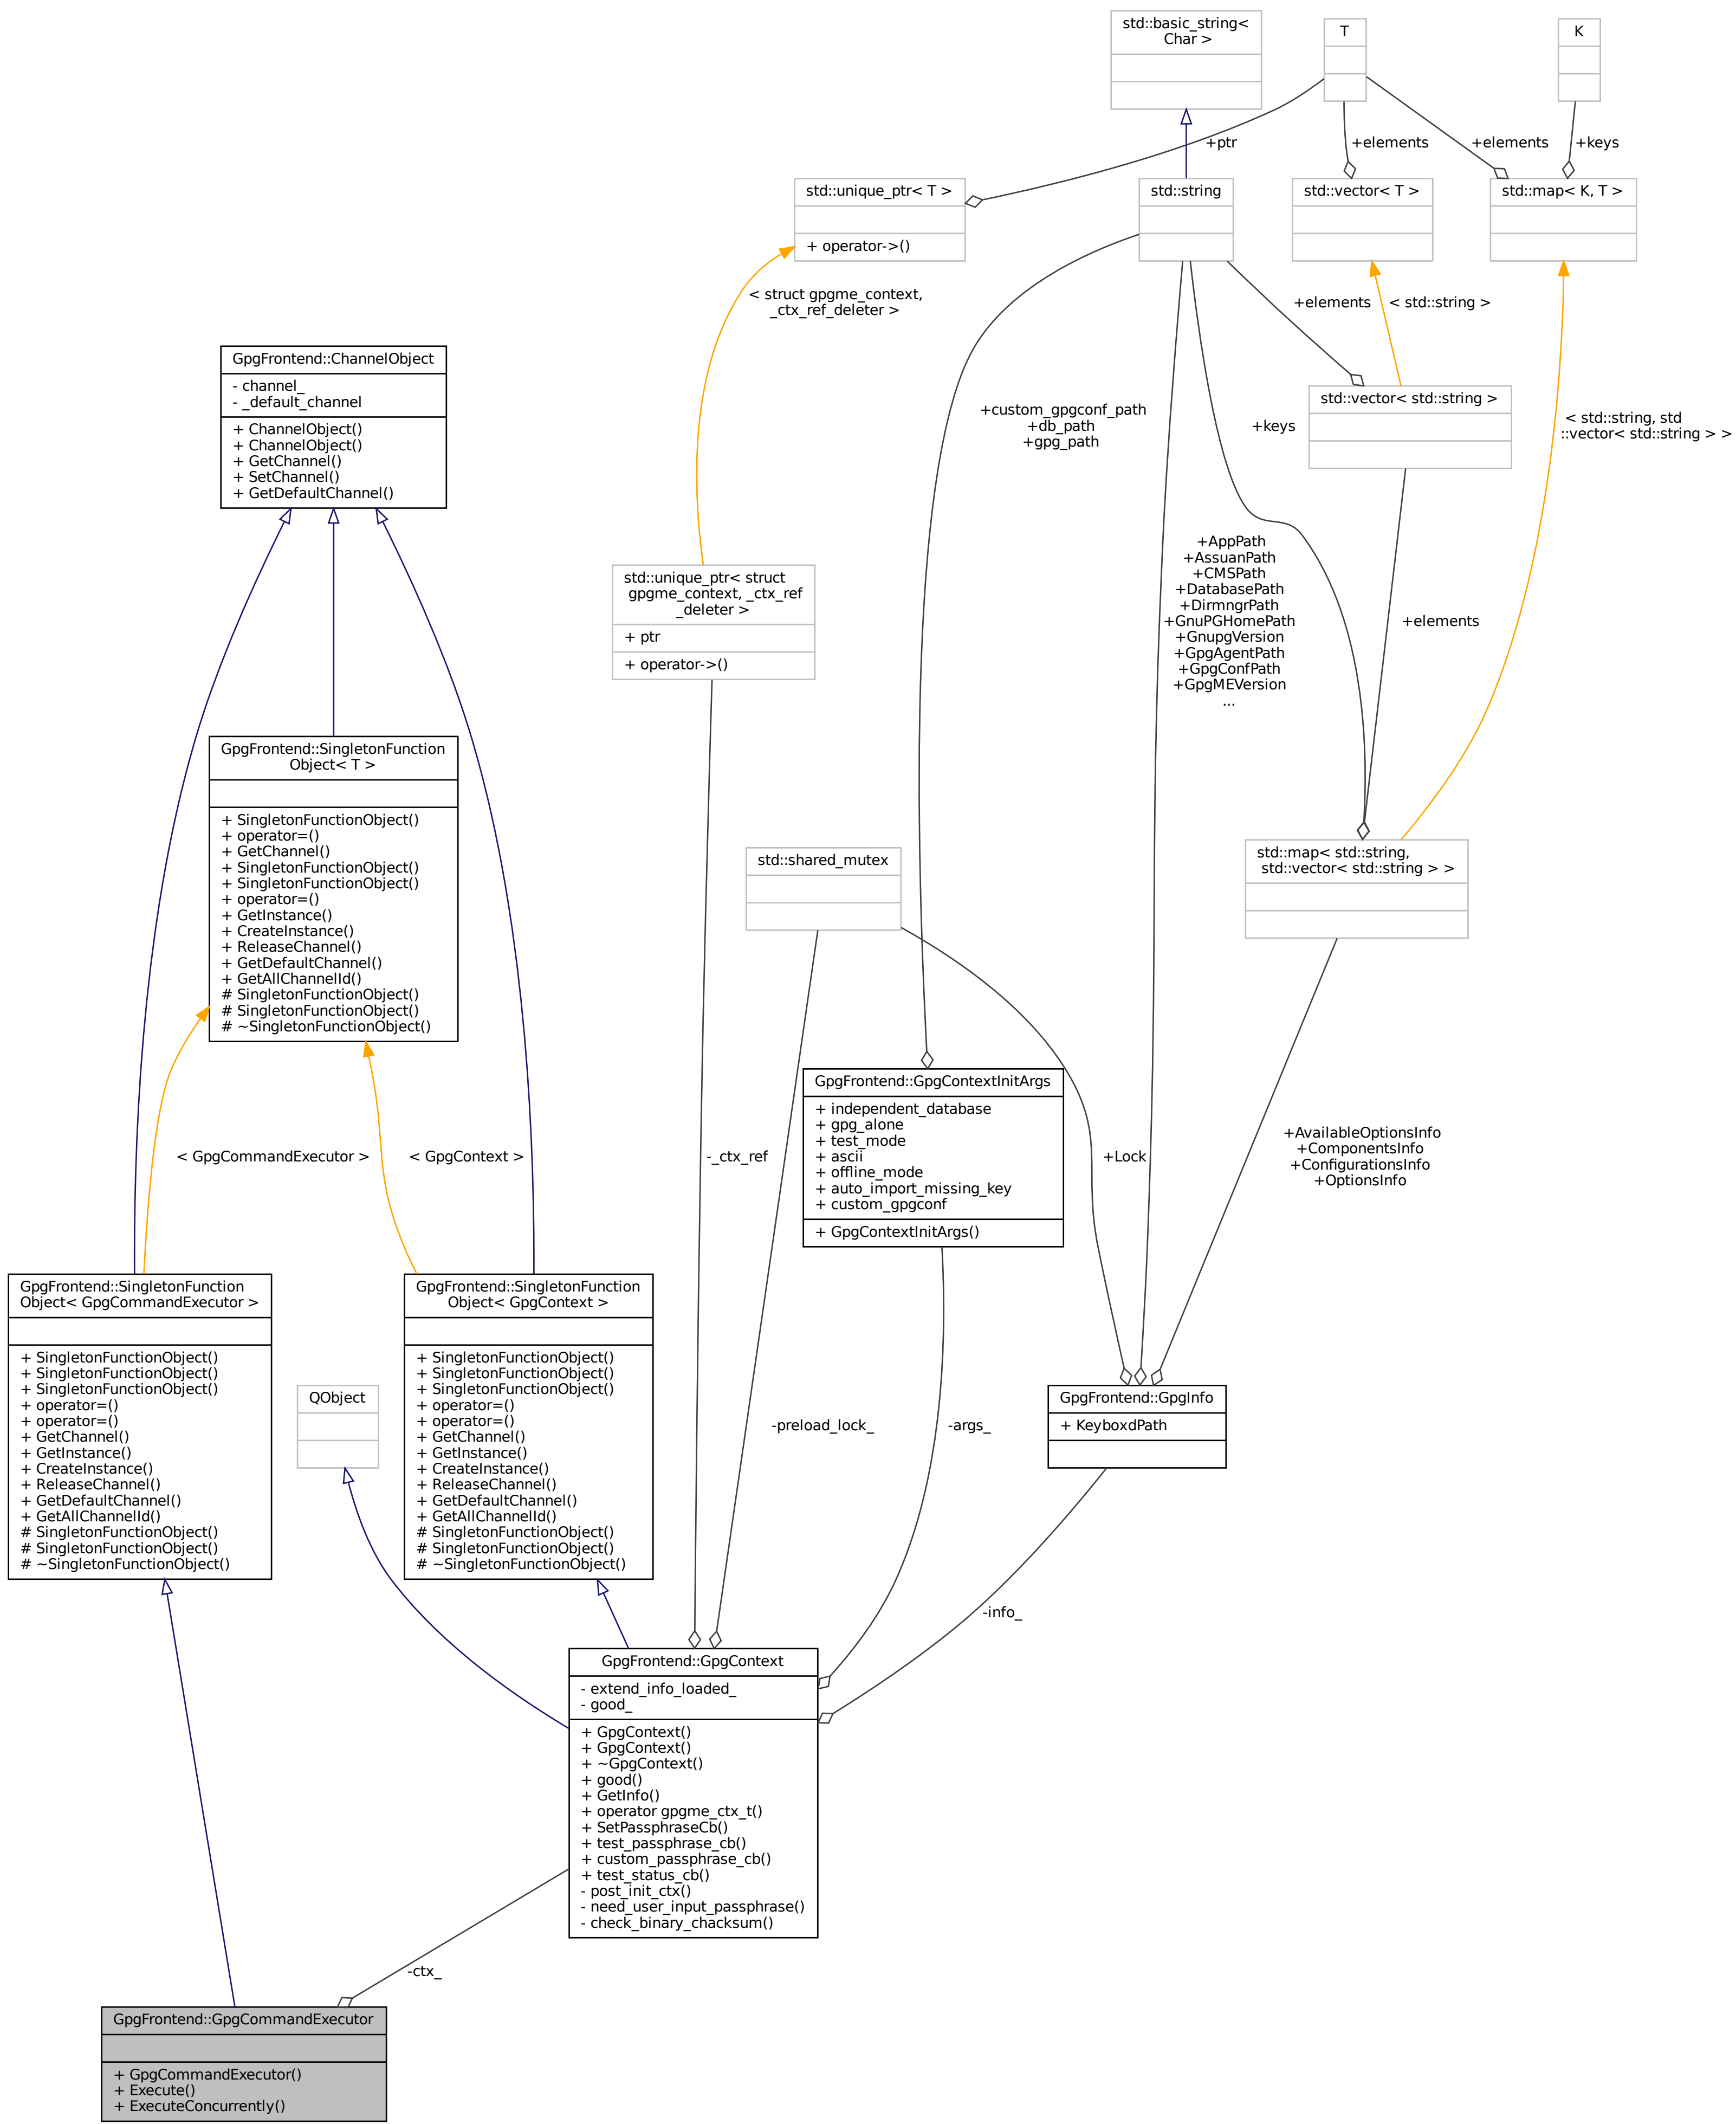 std::basic_string<
Char >
T
K
+ptr
+elements
+elements
+keys
std::unique_ptr< T >
+ operator->()
std::string
std::vector< T >
std::map< K, T >
< struct gpgme_context,
_ctx_ref_deleter >
+elements
< std::string >
GpgFrontend::ChannelObject
- channel_
- _default_channel
+ ChannelObject()
+ ChannelObject()
+ GetChannel()
+ SetChannel()
+ GetDefaultChannel()
+custom_gpgconf_path
+db_path
+gpg_path
+keys
std::vector< std::string >
< std::string, std
::vector< std::string > >
std::unique_ptr< struct
gpgme_context, _ctx_ref
_deleter >
+ ptr
+ operator->()
+AppPath
+AssuanPath
+CMSPath
+DatabasePath
+DirmngrPath
+GnuPGHomePath
+GnupgVersion
+GpgAgentPath
+GpgConfPath
+GpgMEVersion
...
+elements
GpgFrontend::SingletonFunction
Object< T >
+ SingletonFunctionObject()
+ operator=()
+ GetChannel()
+ SingletonFunctionObject()
+ SingletonFunctionObject()
+ operator=()
+ GetInstance()
+ CreateInstance()
+ ReleaseChannel()
+ GetDefaultChannel()
+ GetAllChannelId()
# SingletonFunctionObject()
# SingletonFunctionObject()
# ~SingletonFunctionObject()
std::shared_mutex
std::map< std::string,
std::vector< std::string > >
GpgFrontend::GpgContextInitArgs
+ independent_database
+ gpg_alone
+ test_mode
+ ascii
+ offline_mode
+ auto_import_missing_key
+ custom_gpgconf
+ GpgContextInitArgs()
< GpgCommandExecutor >
< GpgContext >
-_ctx_ref
+Lock
+AvailableOptionsInfo
+ComponentsInfo
+ConfigurationsInfo
+OptionsInfo
GpgFrontend::SingletonFunction
Object< GpgCommandExecutor >
+ SingletonFunctionObject()
+ SingletonFunctionObject()
+ SingletonFunctionObject()
+ operator=()
+ operator=()
+ GetChannel()
+ GetInstance()
+ CreateInstance()
+ ReleaseChannel()
+ GetDefaultChannel()
+ GetAllChannelId()
# SingletonFunctionObject()
# SingletonFunctionObject()
# ~SingletonFunctionObject()
QObject
GpgFrontend::SingletonFunction
Object< GpgContext >
+ SingletonFunctionObject()
+ SingletonFunctionObject()
+ SingletonFunctionObject()
+ operator=()
+ operator=()
+ GetChannel()
+ GetInstance()
+ CreateInstance()
+ ReleaseChannel()
+ GetDefaultChannel()
+ GetAllChannelId()
# SingletonFunctionObject()
# SingletonFunctionObject()
# ~SingletonFunctionObject()
-preload_lock_
-args_
GpgFrontend::GpgInfo
+ KeyboxdPath
-info_
GpgFrontend::GpgContext
- extend_info_loaded_
- good_
+ GpgContext()
+ GpgContext()
+ ~GpgContext()
+ good()
+ GetInfo()
+ operator gpgme_ctx_t()
+ SetPassphraseCb()
+ test_passphrase_cb()
+ custom_passphrase_cb()
+ test_status_cb()
- post_init_ctx()
- need_user_input_passphrase()
- check_binary_chacksum()
-ctx_
GpgFrontend::GpgCommandExecutor
+ GpgCommandExecutor()
+ Execute()
+ ExecuteConcurrently()